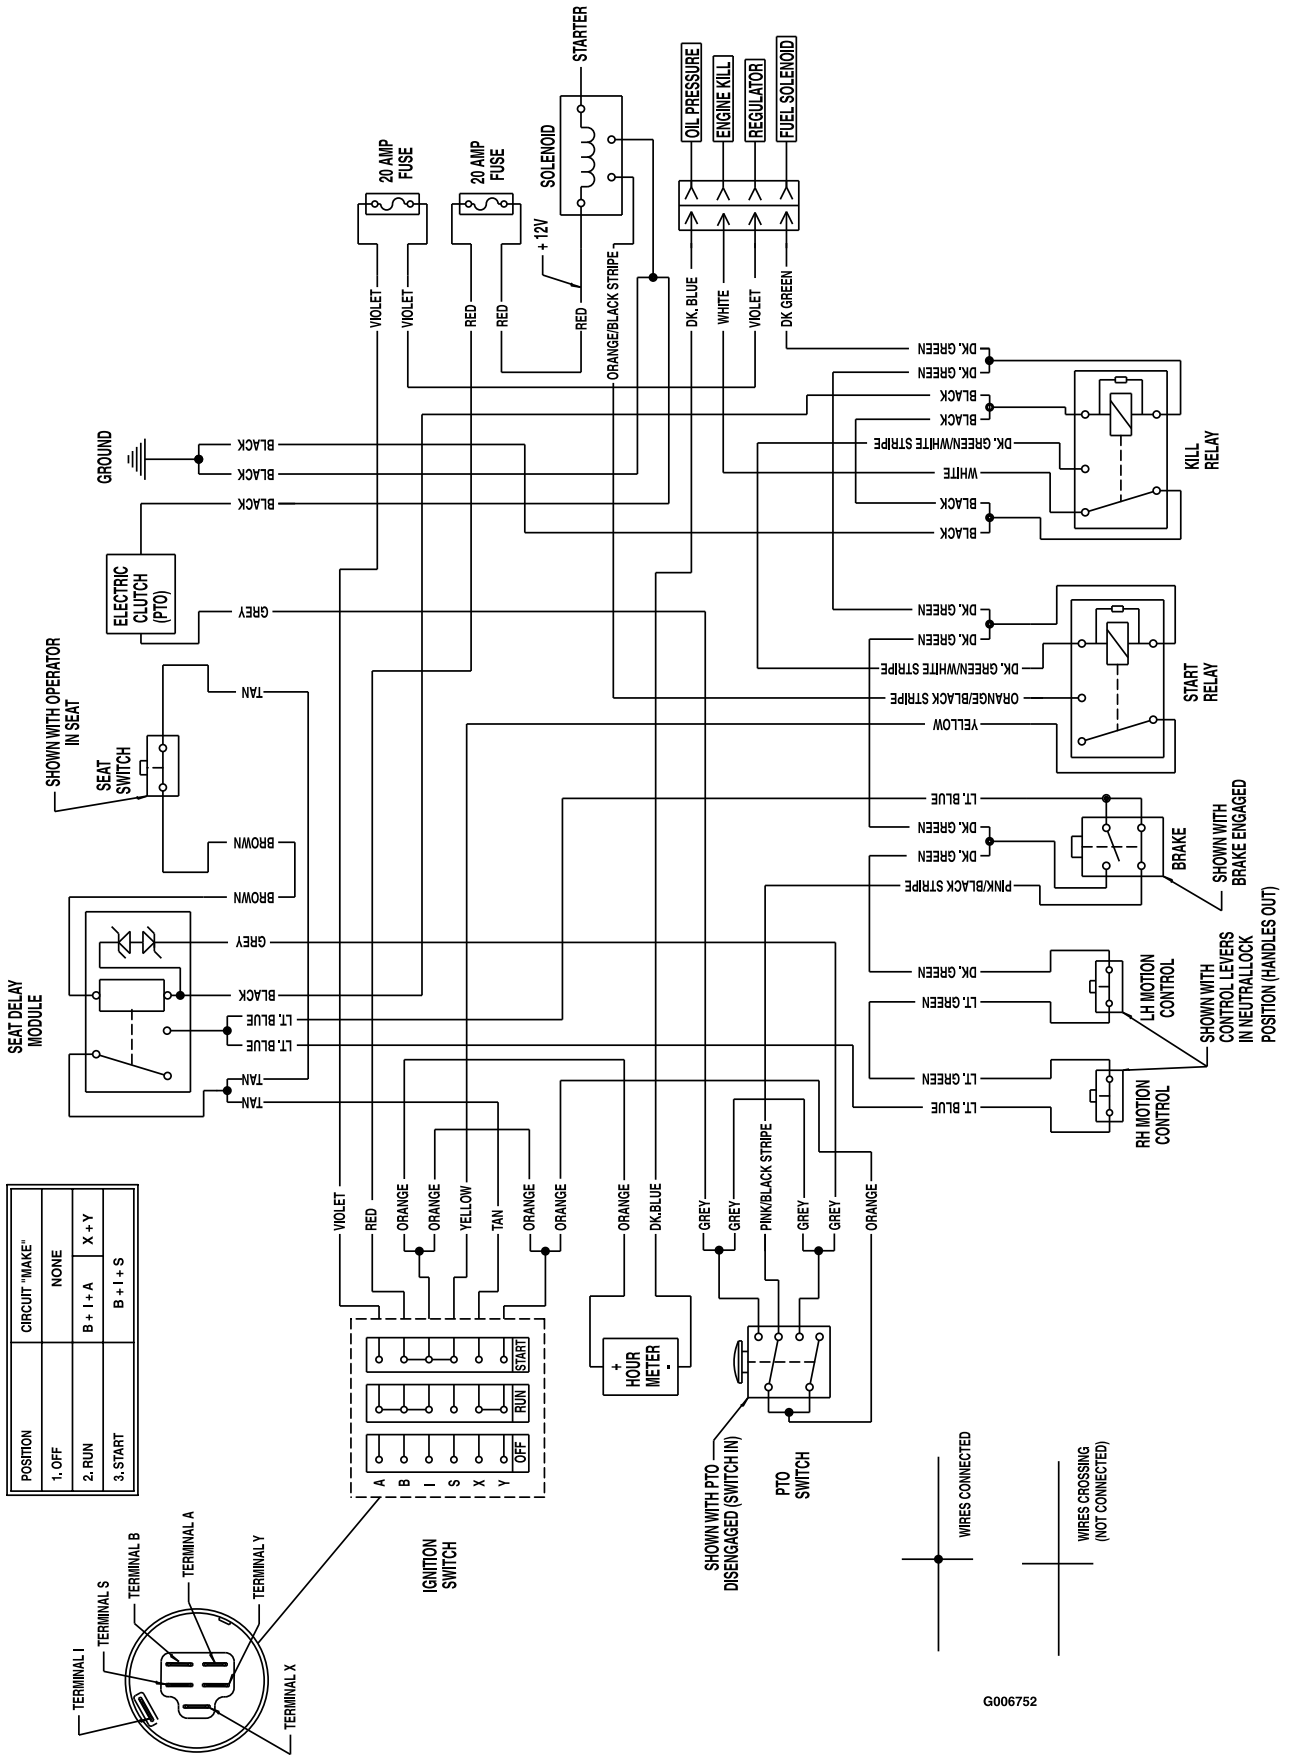 STARTER
OIL PRESSURE
ENGINE KILL
REGULATOR
FUEL SOLENOID
20 AMP
FUSE
20 AMP
FUSE
SOLENOID
+ 12V
VIOLET
VIOLET
RED
RED
RED
ORANGE/BLACK STRIPE
DK. BLUE
WHITE
VIOLET
DK GREEN
GROUND
BLACK
BLACK
BLACK
DK. GREEN
DK. GREEN
BLACK
BLACK
DK. GREEN/WHITE STRIPE
WHITE
BLACK
BLACK
KILL
RELAY
ELECTRIC
CLUTCH
(PTO)
GREY
DK. GREEN
DK. GREEN
DK. GREEN/WHITE STRIPE
ORANGE/BLACK STRIPE
YELLOW
START
RELAY
SHOWN WITH OPERATOR
IN SEAT
SEAT
SWITCH
TAN
BROWN
BROWN
LT. BLUE
DK. GREEN
DK. GREEN
PINK/BLACK STRIPE
BRAKE
SHOWN WITH
BRAKE ENGAGED
SEAT DELAY
MODULE
GREY
BLACK
LT. BLUE
LT. BLUE
TAN
TAN
DK. GREEN
LT. GREEN
LT. GREEN
LT. BLUE
LH MOTION
CONTROL
RH MOTION
CONTROL
SHOWN WITH
CONTROL LEVERS
IN NEUTRALLOCK
POSITION (HANDLES OUT)
VIOLET
RED
ORANGE
ORANGE
YELLOW
TAN
ORANGE
ORANGE
ORANGE
DK.BLUE
GREY
GREY
PINK/BLACK STRIPE
GREY
GREY
ORANGE
POSITION CIRCUIT "MAKE"
1. OFF NONE
2. RUN B + I + A X + Y
3. START B + I + S
START
RUN
OFF
A
B
I
S
X
Y
IGNITION
SWITCH
+
HOUR
METER
-
SHOWN WITH PTO
DISENGAGED (SWITCH IN)
PTO
SWITCH
TERMINAL I
TERMINAL S
TERMINAL B
TERMINAL A
TERMINAL Y
TERMINAL X
WIRES CONNECTED
WIRES CROSSING
(NOT CONNECTED)
G006752